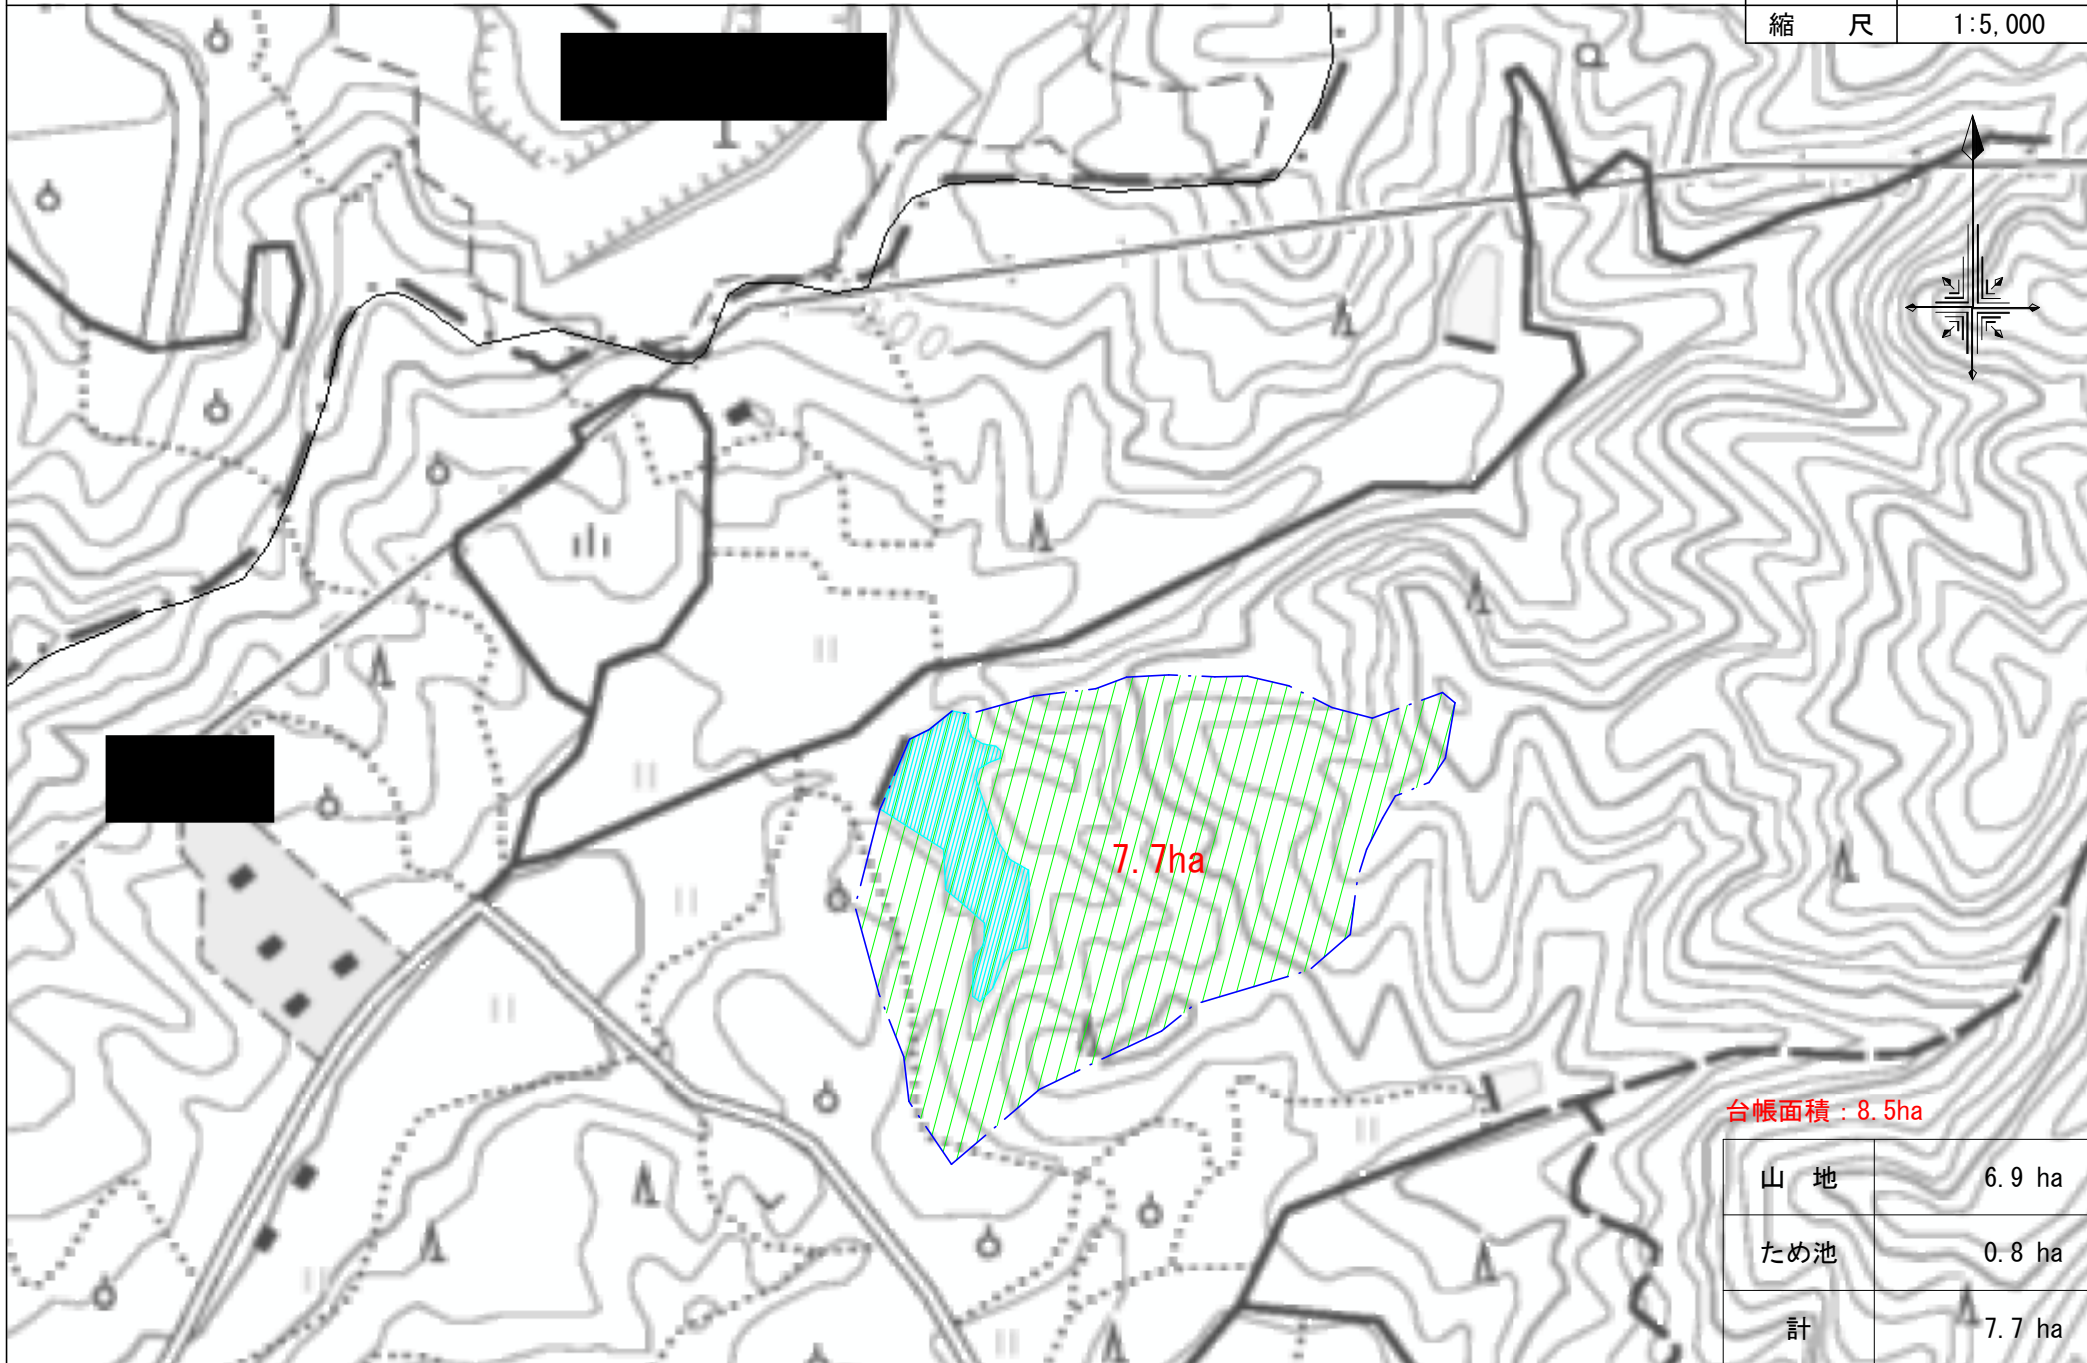 縮　尺 1:5,000
7.7ha
台帳面積：8.5ha
山　地 6.9 ha
ため池 0.8 ha
計 7.7 ha